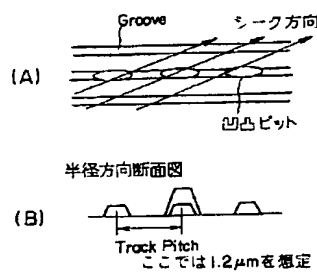 Groove
シーク方向
(A)
凹凸ピット
半径方向断面図
(B)
Track Pitch
ここでは1.2μmを想定